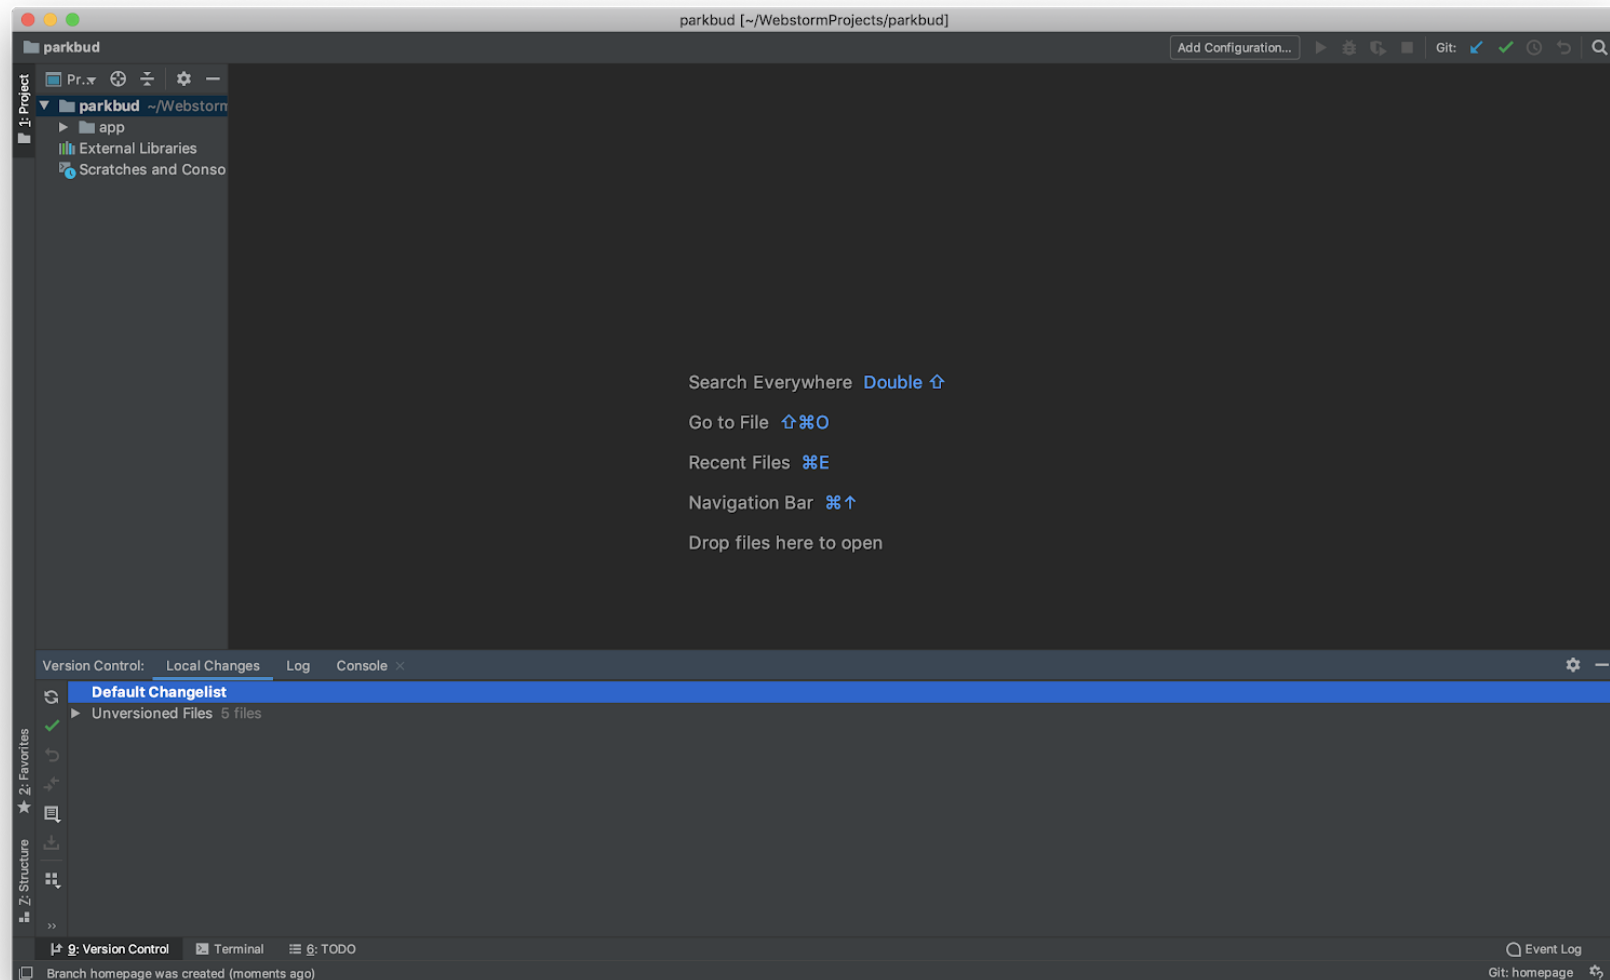 parkbud [~/WebstormProjects/parkbud]
parkbud
Add Configuration...
Git:
1: Project
Pr..
parkbud ~/Webstorm
app
External Libraries
Scratches and Conso
Search Everywhere Double ⇧
Go to File ⇧⌘O
Recent Files ⌘E
Navigation Bar ⌘↑
Drop files here to open
Version Control: Local Changes Log Console
Default Changelist
Unversioned Files 5 files
2: Favorites
Z: Structure
9: Version Control Terminal 6: TODO Event Log
Branch homepage was created (moments ago) Git: homepage